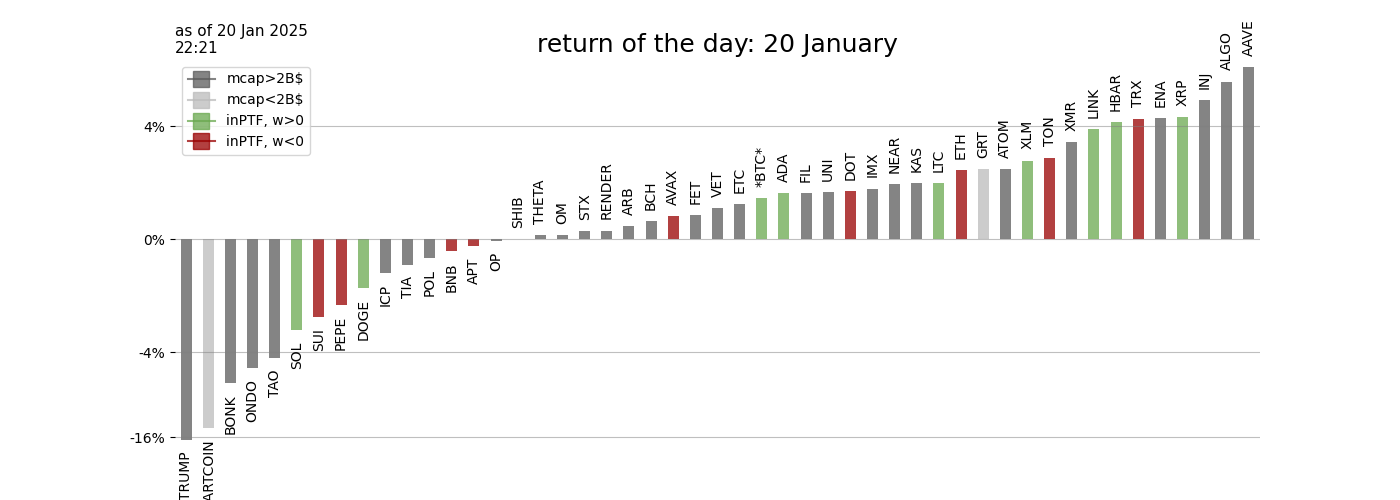 as of 20 Jan 2025
22:21
return of the day: 20 January
mcap>2B$
mcap<2B$
inPTF, w>0
inPTF, w<0
4%
0%
-4%
-16%
TRUMP
ARTCOIN
BONK
ONDO
TAO
SOL
SUI
PEPE
DOGE
ICP
TIA
POL
BNB
APT
OP
SHIB
THETA
OM
STX
RENDER
ARB
BCH
AVAX
FET
VET
ETC
*BTC*
ADA
FIL
UNI
DOT
IMX
NEAR
KAS
LTC
ETH
GRT
ATOM
XLM
TON
XMR
LINK
HBAR
TRX
ENA
XRP
INJ
ALGO
AAVE